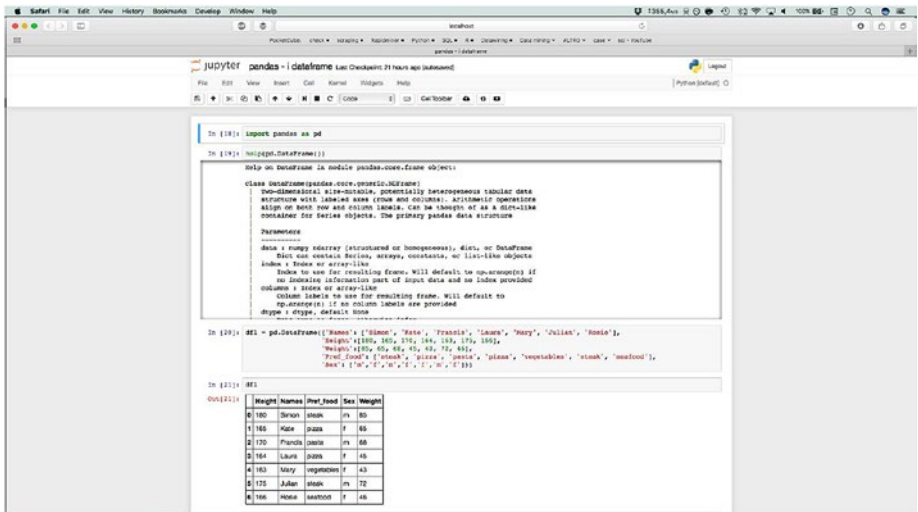 Safari File Edit View History Bookmarks Develop Window Help 100%
localhost
pandas - i dataframe
jupyter pandas - i dataframe Last Checkpoint: 21 hours ago (autosaved) Logout
File Edit View Insert Cell Kernel Widgets Help Python [default]
Code CellToolbar
In [18]: import pandas as pd
In [19]: help(pd.DataFrame())
Help on DataFrame in module pandas.core.frame object:
class DataFrame(pandas.core.generic.NDFrame)
| Two-dimensional size-mutable, potentially heterogeneous tabular data
| structure with labeled axes (rows and columns). Arithmetic operations
| align on both row and column labels. Can be thought of as a dict-like
| container for Series objects. The primary pandas data structure
| Parameters
| ----------
| data : numpy ndarray (structured or homogeneous), dict, or DataFrame
| Dict can contain Series, arrays, constants, or list-like objects
| index : Index or array-like
| Index to use for resulting frame. Will default to np.arange(n) if
| no indexing information part of input data and no index provided
| columns : Index or array-like
| Column labels to use for resulting frame. Will default to
| np.arange(n) if no column labels are provided
| dtype : dtype, default None
In [20]: df1 = pd.DataFrame({'Names': ['Simon', 'Kate', 'Francis', 'Laura', 'Mary', 'Julian', 'Rosie'],
'Height':[180, 165, 170, 164, 163, 175, 166],
'Weight':[85, 65, 68, 45, 43, 72, 46],
'Pref_food': ['steak', 'pizza', 'pasta', 'pizza', 'vegetables', 'steak', 'seafood'],
'Sex': ['m','f','m','f','f','m','f']})
In [21]: df1
Out[21]:
Height Names Pref_food Sex Weight
0 180 Simon steak m 85
1 165 Kate pizza f 65
2 170 Francis pasta m 68
3 164 Laura pizza f 45
4 163 Mary vegetables f 43
5 175 Julian steak m 72
6 166 Rosie seafood f 46